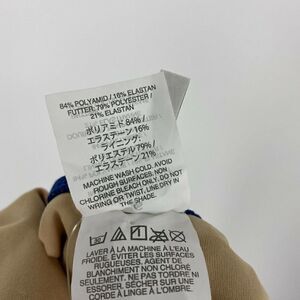 84% POLYAMID / 16% ELASTAN
FUTTER: 79% POLYESTER /
21% ELASTAN
ポリアミド 84% /
エラステーン 16%
ライニング:
ポリエステル 79% /
エラステーン 21%
MACHINE WASH COLD. AVOID
ROUGH SURFACES. NON
CHLORINE BLEACH ONLY. DO NOT
WRING OR TWIST. LINE DRY IN
THE SHADE.
LAVER À LA MACHINE À L'EAU
FROIDE. ÉVITER LES SURFACES
RUGUEUSES. AGENT DE
BLANCHIMENT NON CHLORÉ
SEULEMENT. NE PAS TORDRE NI
ESSORER. SÉCHER SUR UNE
CORDE À LINGE À L'OMBRE.